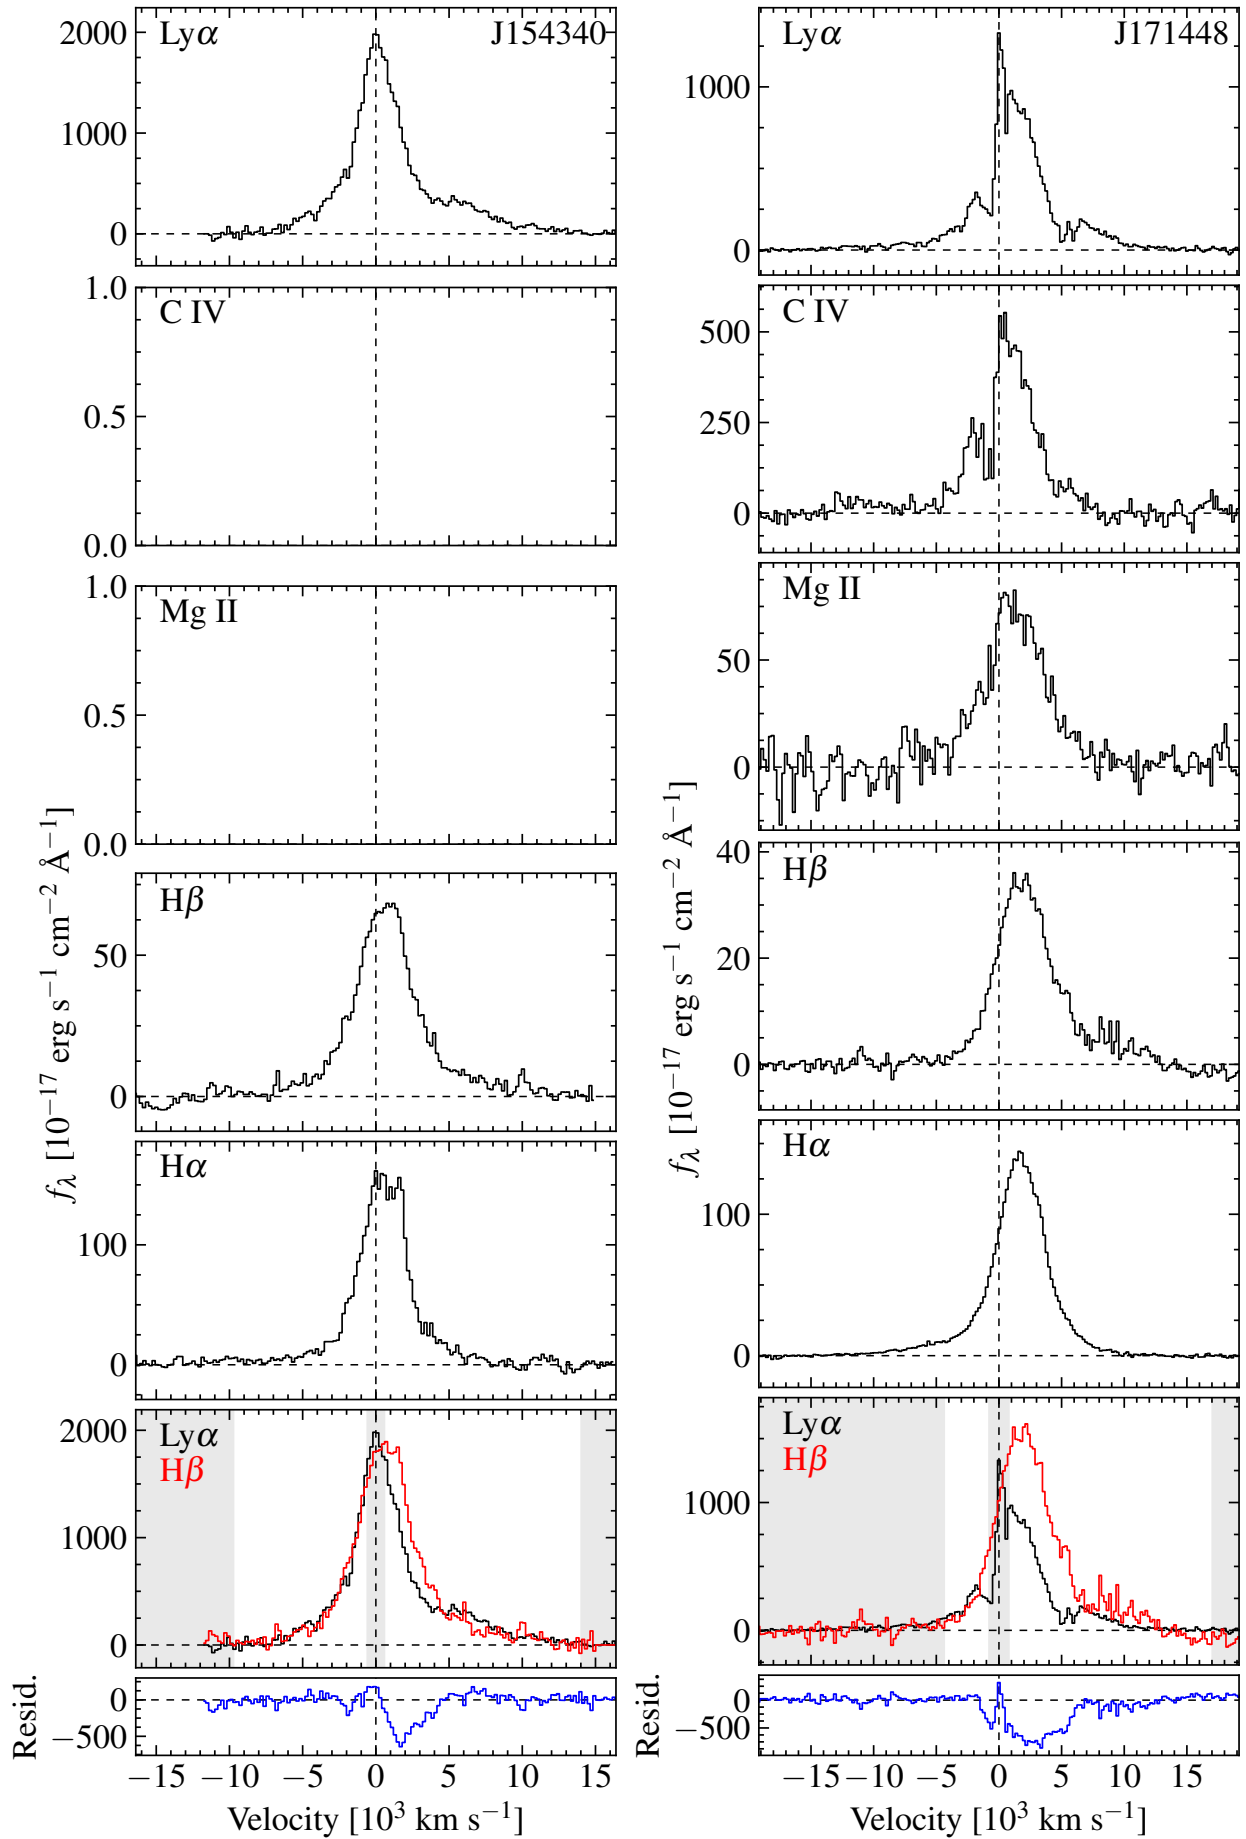 Lyα J154340
2000
1000
0
C IV
1.0
0.5
0.0
Mg II
1.0
0.5
0.0
Hβ
50
0
Hα
100
0
Lyα
Hβ
2000
1000
0
0
−500
Resid.
fλ [10−17 erg s−1 cm−2 Å−1]
−15 −10 −5 0 5 10 15
Velocity [10³ km s−1]
Lyα J171448
1000
0
C IV
500
250
0
Mg II
50
0
Hβ
40
20
0
Hα
100
0
Lyα
Hβ
1000
0
0
−500
Resid.
fλ [10−17 erg s−1 cm−2 Å−1]
−15 −10 −5 0 5 10 15
Velocity [10³ km s−1]